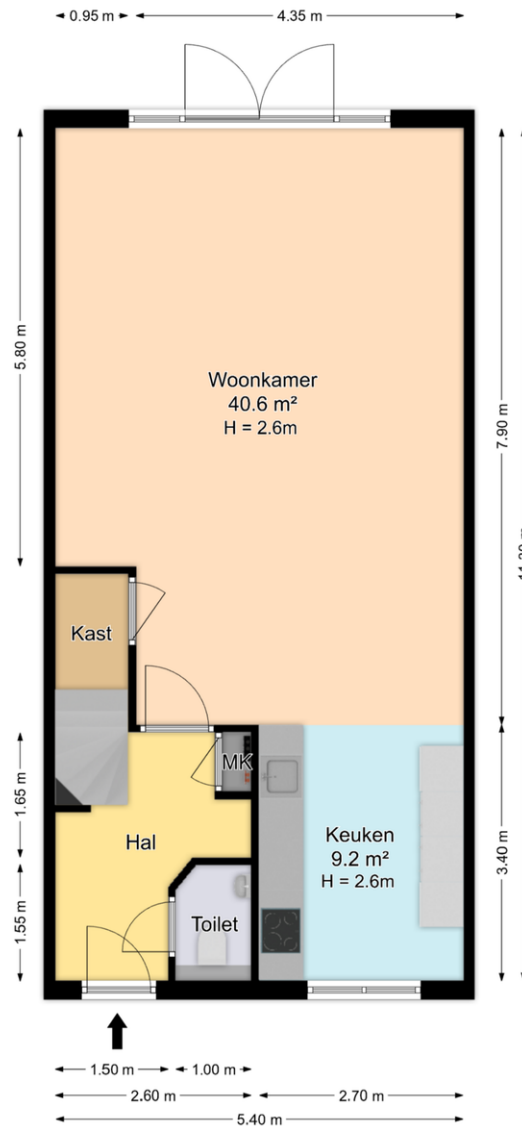 0.95 m
4.35 m
5.80 m
Woonkamer
40.6 m²
H = 2.6m
7.90 m
Kast
MK
1.65 m
Hal
Keuken
9.2 m²
H = 2.6m
3.40 m
1.55 m
Toilet
1.50 m
1.00 m
2.60 m
2.70 m
5.40 m